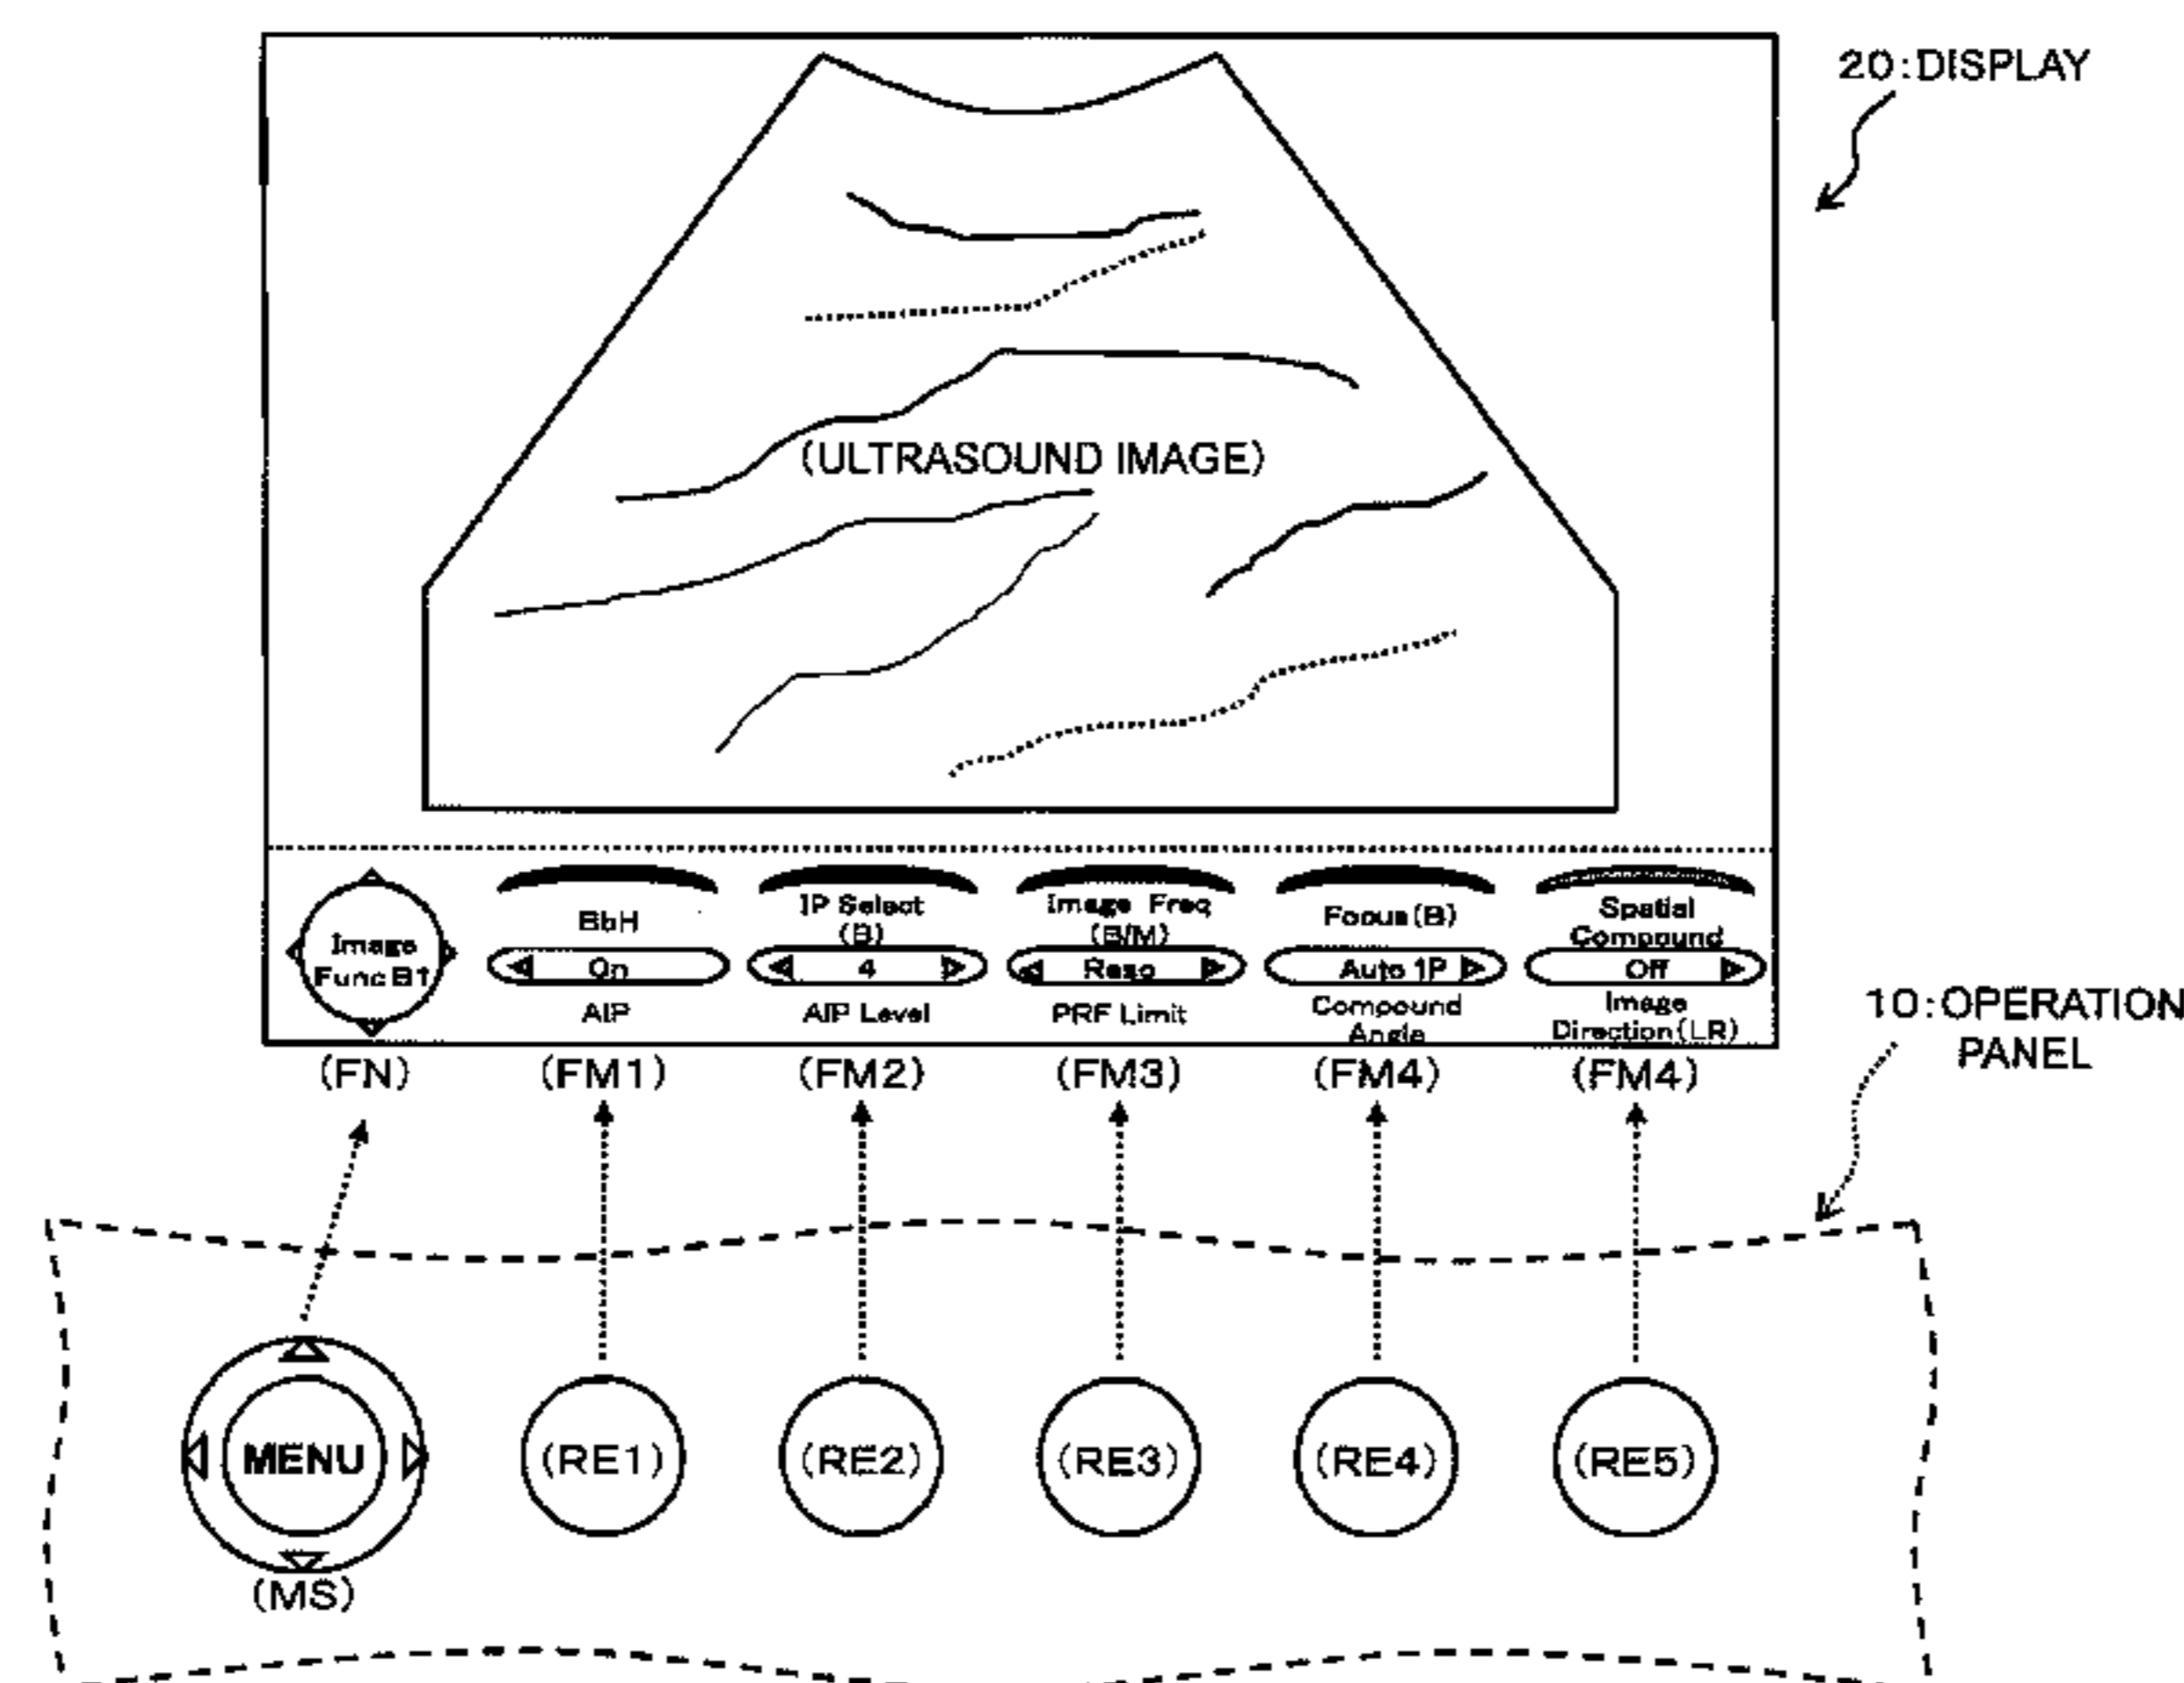 20:DISPLAY
(ULTRASOUND IMAGE)
Image
Func B1
BbH
On
AIP
IP Select
(B)
4
AIP Level
Image Freq
(B/M)
Reso
PRF Limit
Focus(B)
Auto 1P
Compound
Angle
Spatial
Compound
Off
Image
Direction(LR)
10:OPERATION
PANEL
(FN) (FM1) (FM2) (FM3) (FM4) (FM4)
MENU (RE1) (RE2) (RE3) (RE4) (RE5)
(MS)